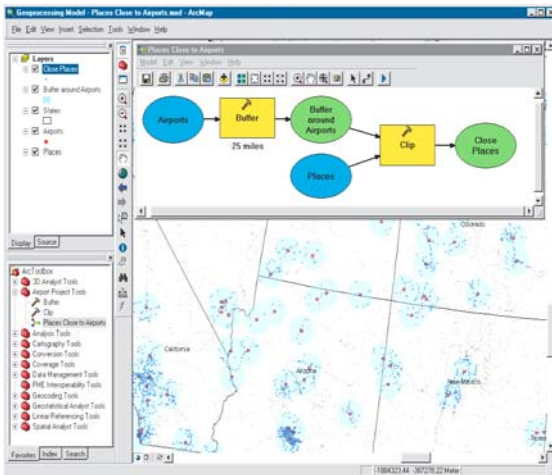 Geoprocessing Model - Places Close to Airports.mxd - ArcMap
File Edit View Insert Selection Tools Window Help
Layers
Close Places
Buffer around Airports
States
Airports
Places
Display Source
ArcToolbox
3D Analyst Tools
Airport Project Tools
Buffer
Clip
Places Close to Airports
Analysis Tools
Cartography Tools
Conversion Tools
Coverage Tools
Data Management Tools
FME Interoperability Tools
Geocoding Tools
Geostatistical Analyst Tools
Linear Referencing Tools
Spatial Analyst Tools
Favorites Index Search
Places Close to Airports
Model Edit View Window Help
Airports
Buffer
25 miles
Buffer
around
Airports
Places
Clip
Close
Places
Colorado
California
Arizona
New Mexico